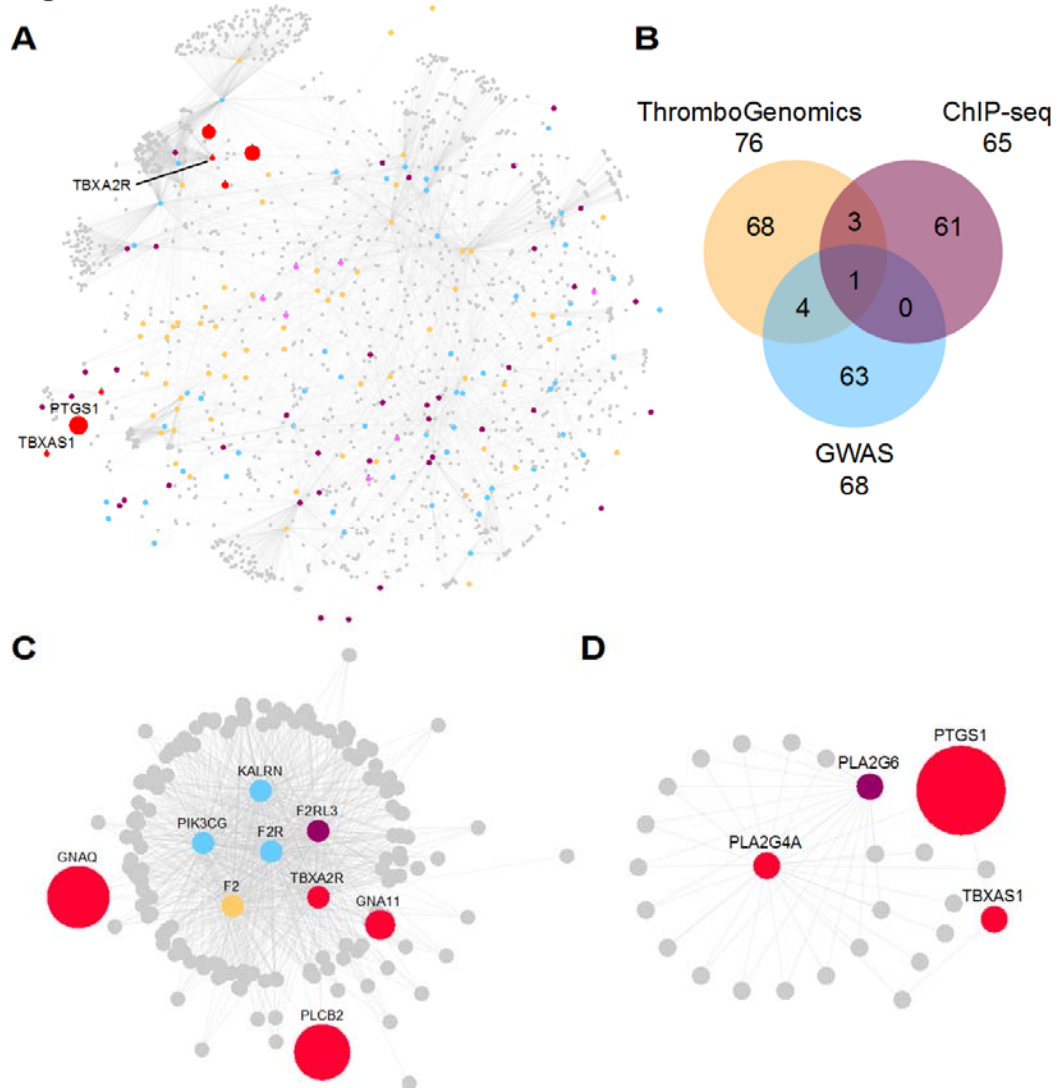 A
TBXA2R
PTGS1
TBXAS1
B
ThromboGenomics
76
ChIP-seq
65
68
3
61
1
4
0
63
GWAS
68
C
KALRN
F2RL3
PIK3CG
F2R
GNAQ
F2
TBXA2R
GNA11
PLCB2
D
PTGS1
PLA2G6
PLA2G4A
TBXAS1